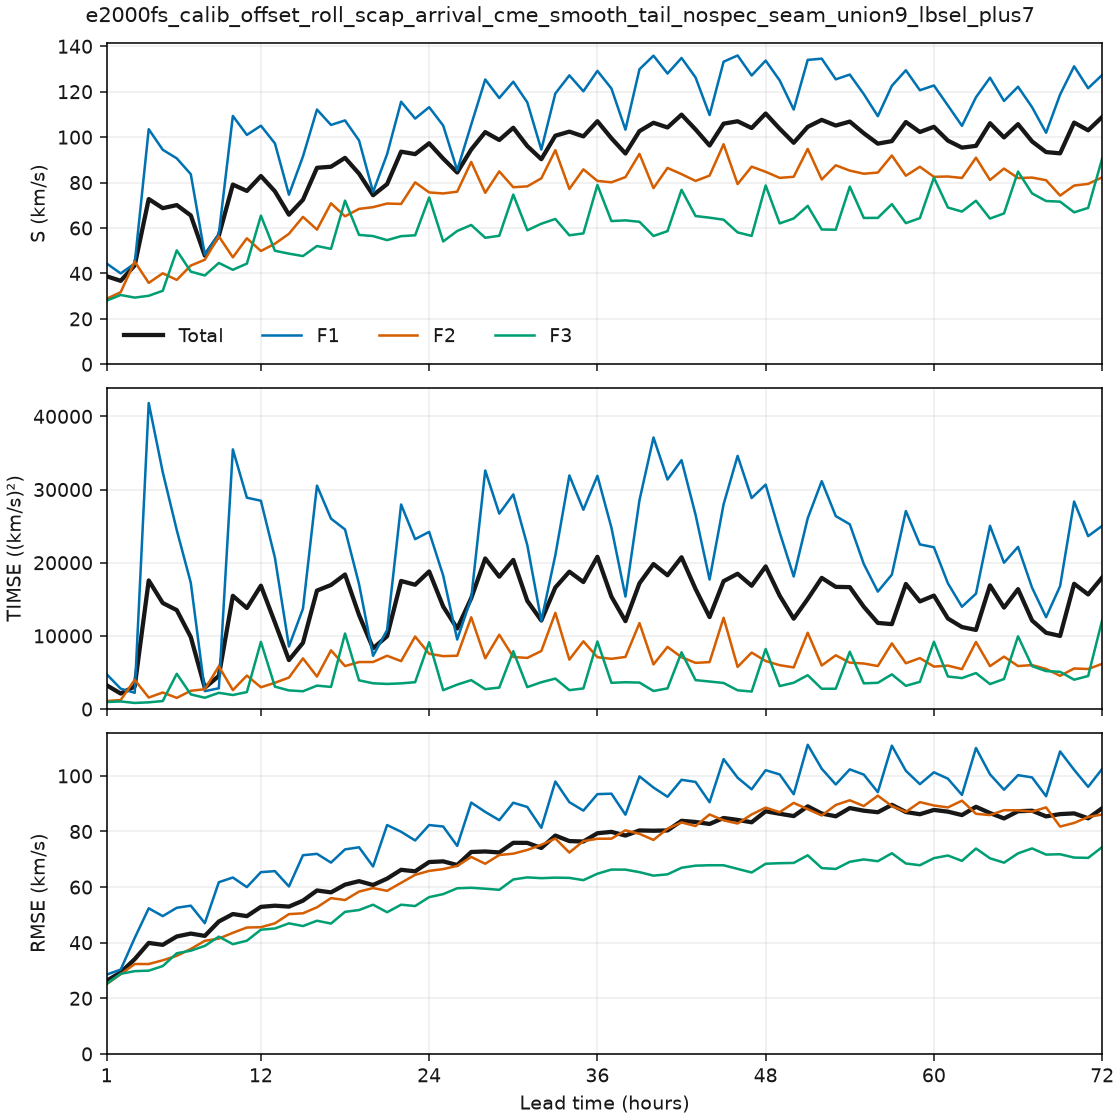 e2000fs_calib_offset_roll_scap_arrival_cme_smooth_tail_nospec_seam_union9_lbsel_plus7
140
120
100
80
60
40
20
0
S (km/s)
Total F1 F2 F3
40000
30000
20000
10000
0
TIMSE ((km/s)²)
100
80
60
40
20
0
RMSE (km/s)
1 12 24 36 48 60 72
Lead time (hours)